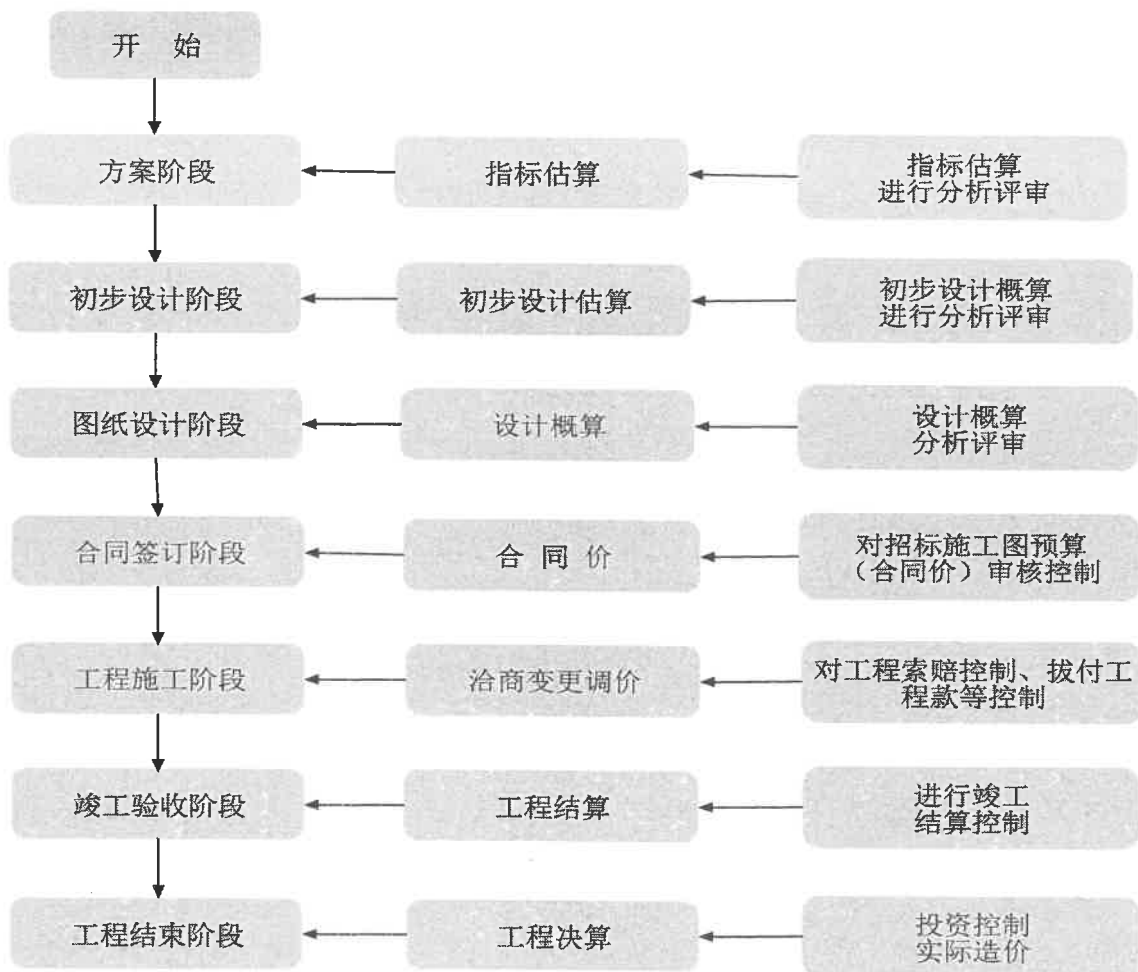 开 始
方案阶段
指标估算
指标估算
进行分析评审
初步设计阶段
初步设计估算
初步设计概算
进行分析评审
图纸设计阶段
设计概算
设计概算
分析评审
合同签订阶段
合 同 价
对招标施工图预算
（合同价）审核控制
工程施工阶段
洽商变更调价
对工程索赔控制、拔付工
程款等控制
竣工验收阶段
工程结算
进行竣工
结算控制
工程结束阶段
工程决算
投资控制
实际造价